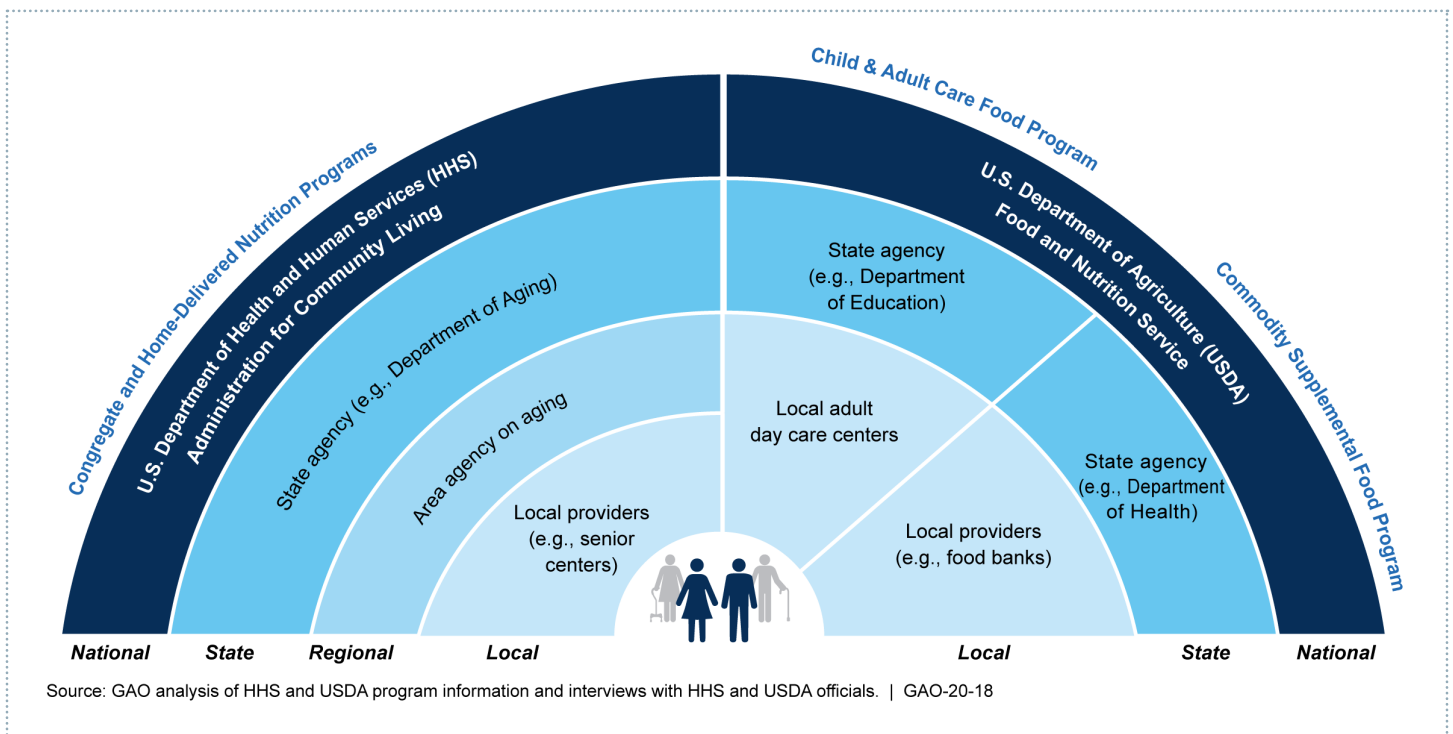 Congregate and Home-Delivered Nutrition Programs
U.S. Department of Health and Human Services (HHS)
Administration for Community Living
State agency (e.g., Department of Aging)
Area agency on aging
Local providers
(e.g., senior
centers)
Child & Adult Care Food Program
Commodity Supplemental Food Program
U.S. Department of Agriculture (USDA)
Food and Nutrition Service
State agency
(e.g., Department
of Education)
Local adult
day care centers
State agency
(e.g., Department
of Health)
Local providers
(e.g., food banks)
National State Regional Local Local State National
Source: GAO analysis of HHS and USDA program information and interviews with HHS and USDA officials. | GAO-20-18